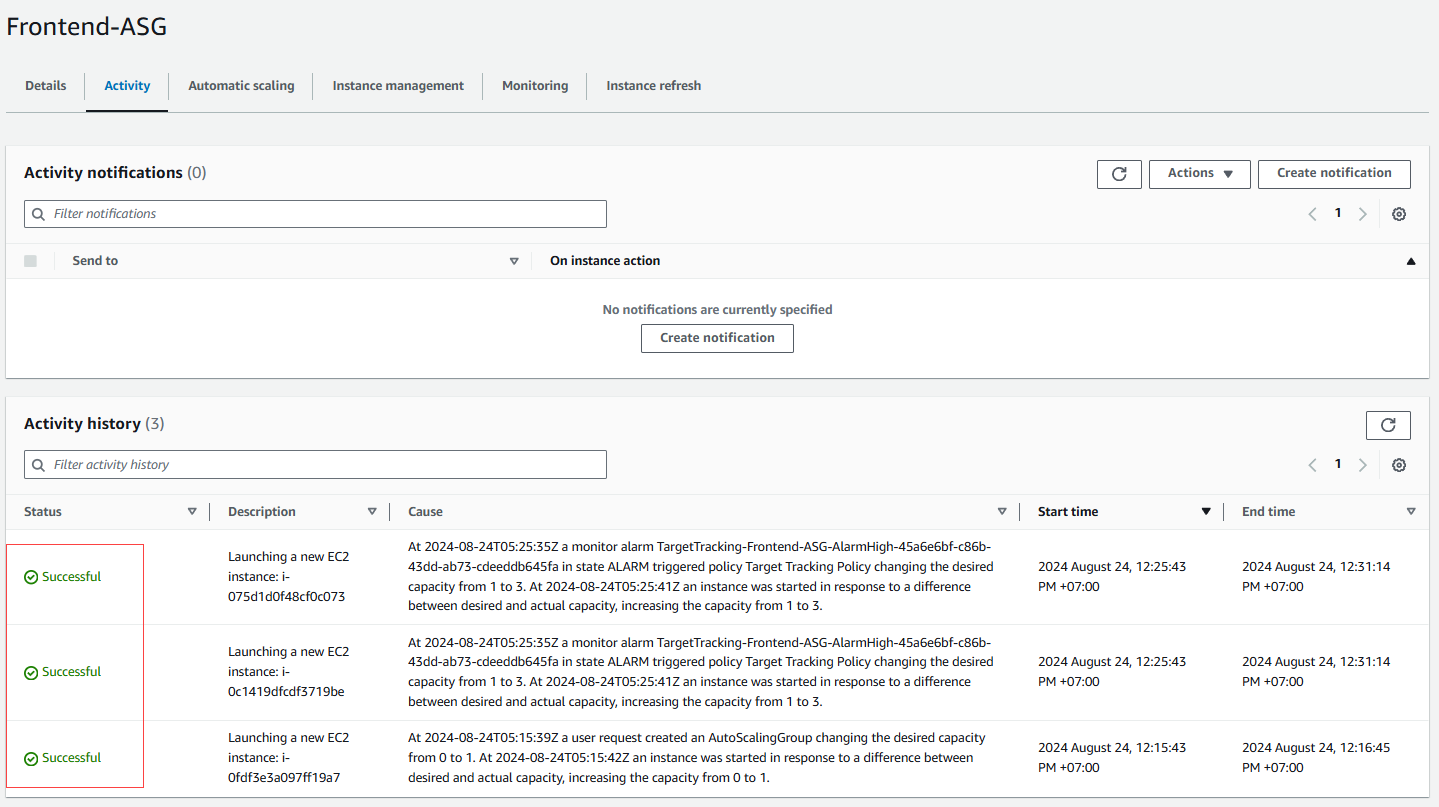 Frontend-ASG
Details
Activity
Automatic scaling
Instance management
Monitoring
Instance refresh
Activity notifications (0)
Actions
Create notification
Filter notifications
1
Send to
On instance action
No notifications are currently specified
Create notification
Activity history (3)
Filter activity history
1
Status
Description
Cause
Start time
End time
Successful
Launching a new EC2
instance: i-
075d1d0f48cf0c073
At 2024-08-24T05:25:35Z a monitor alarm TargetTracking-Frontend-ASG-AlarmHigh-45a6e6bf-c86b-
43dd-ab73-cdeeddb645fa in state ALARM triggered policy Target Tracking Policy changing the desired
capacity from 1 to 3. At 2024-08-24T05:25:41Z an instance was started in response to a difference
between desired and actual capacity, increasing the capacity from 1 to 3.
2024 August 24, 12:25:43
PM +07:00
2024 August 24, 12:31:14
PM +07:00
Successful
Launching a new EC2
instance: i-
0c1419dfcdf3719be
At 2024-08-24T05:25:35Z a monitor alarm TargetTracking-Frontend-ASG-AlarmHigh-45a6e6bf-c86b-
43dd-ab73-cdeeddb645fa in state ALARM triggered policy Target Tracking Policy changing the desired
capacity from 1 to 3. At 2024-08-24T05:25:41Z an instance was started in response to a difference
between desired and actual capacity, increasing the capacity from 1 to 3.
2024 August 24, 12:25:43
PM +07:00
2024 August 24, 12:31:14
PM +07:00
Successful
Launching a new EC2
instance: i-
0fdf3e3a097ff19a7
At 2024-08-24T05:15:39Z a user request created an AutoScalingGroup changing the desired capacity
from 0 to 1. At 2024-08-24T05:15:42Z an instance was started in response to a difference between
desired and actual capacity, increasing the capacity from 0 to 1.
2024 August 24, 12:15:43
PM +07:00
2024 August 24, 12:16:45
PM +07:00